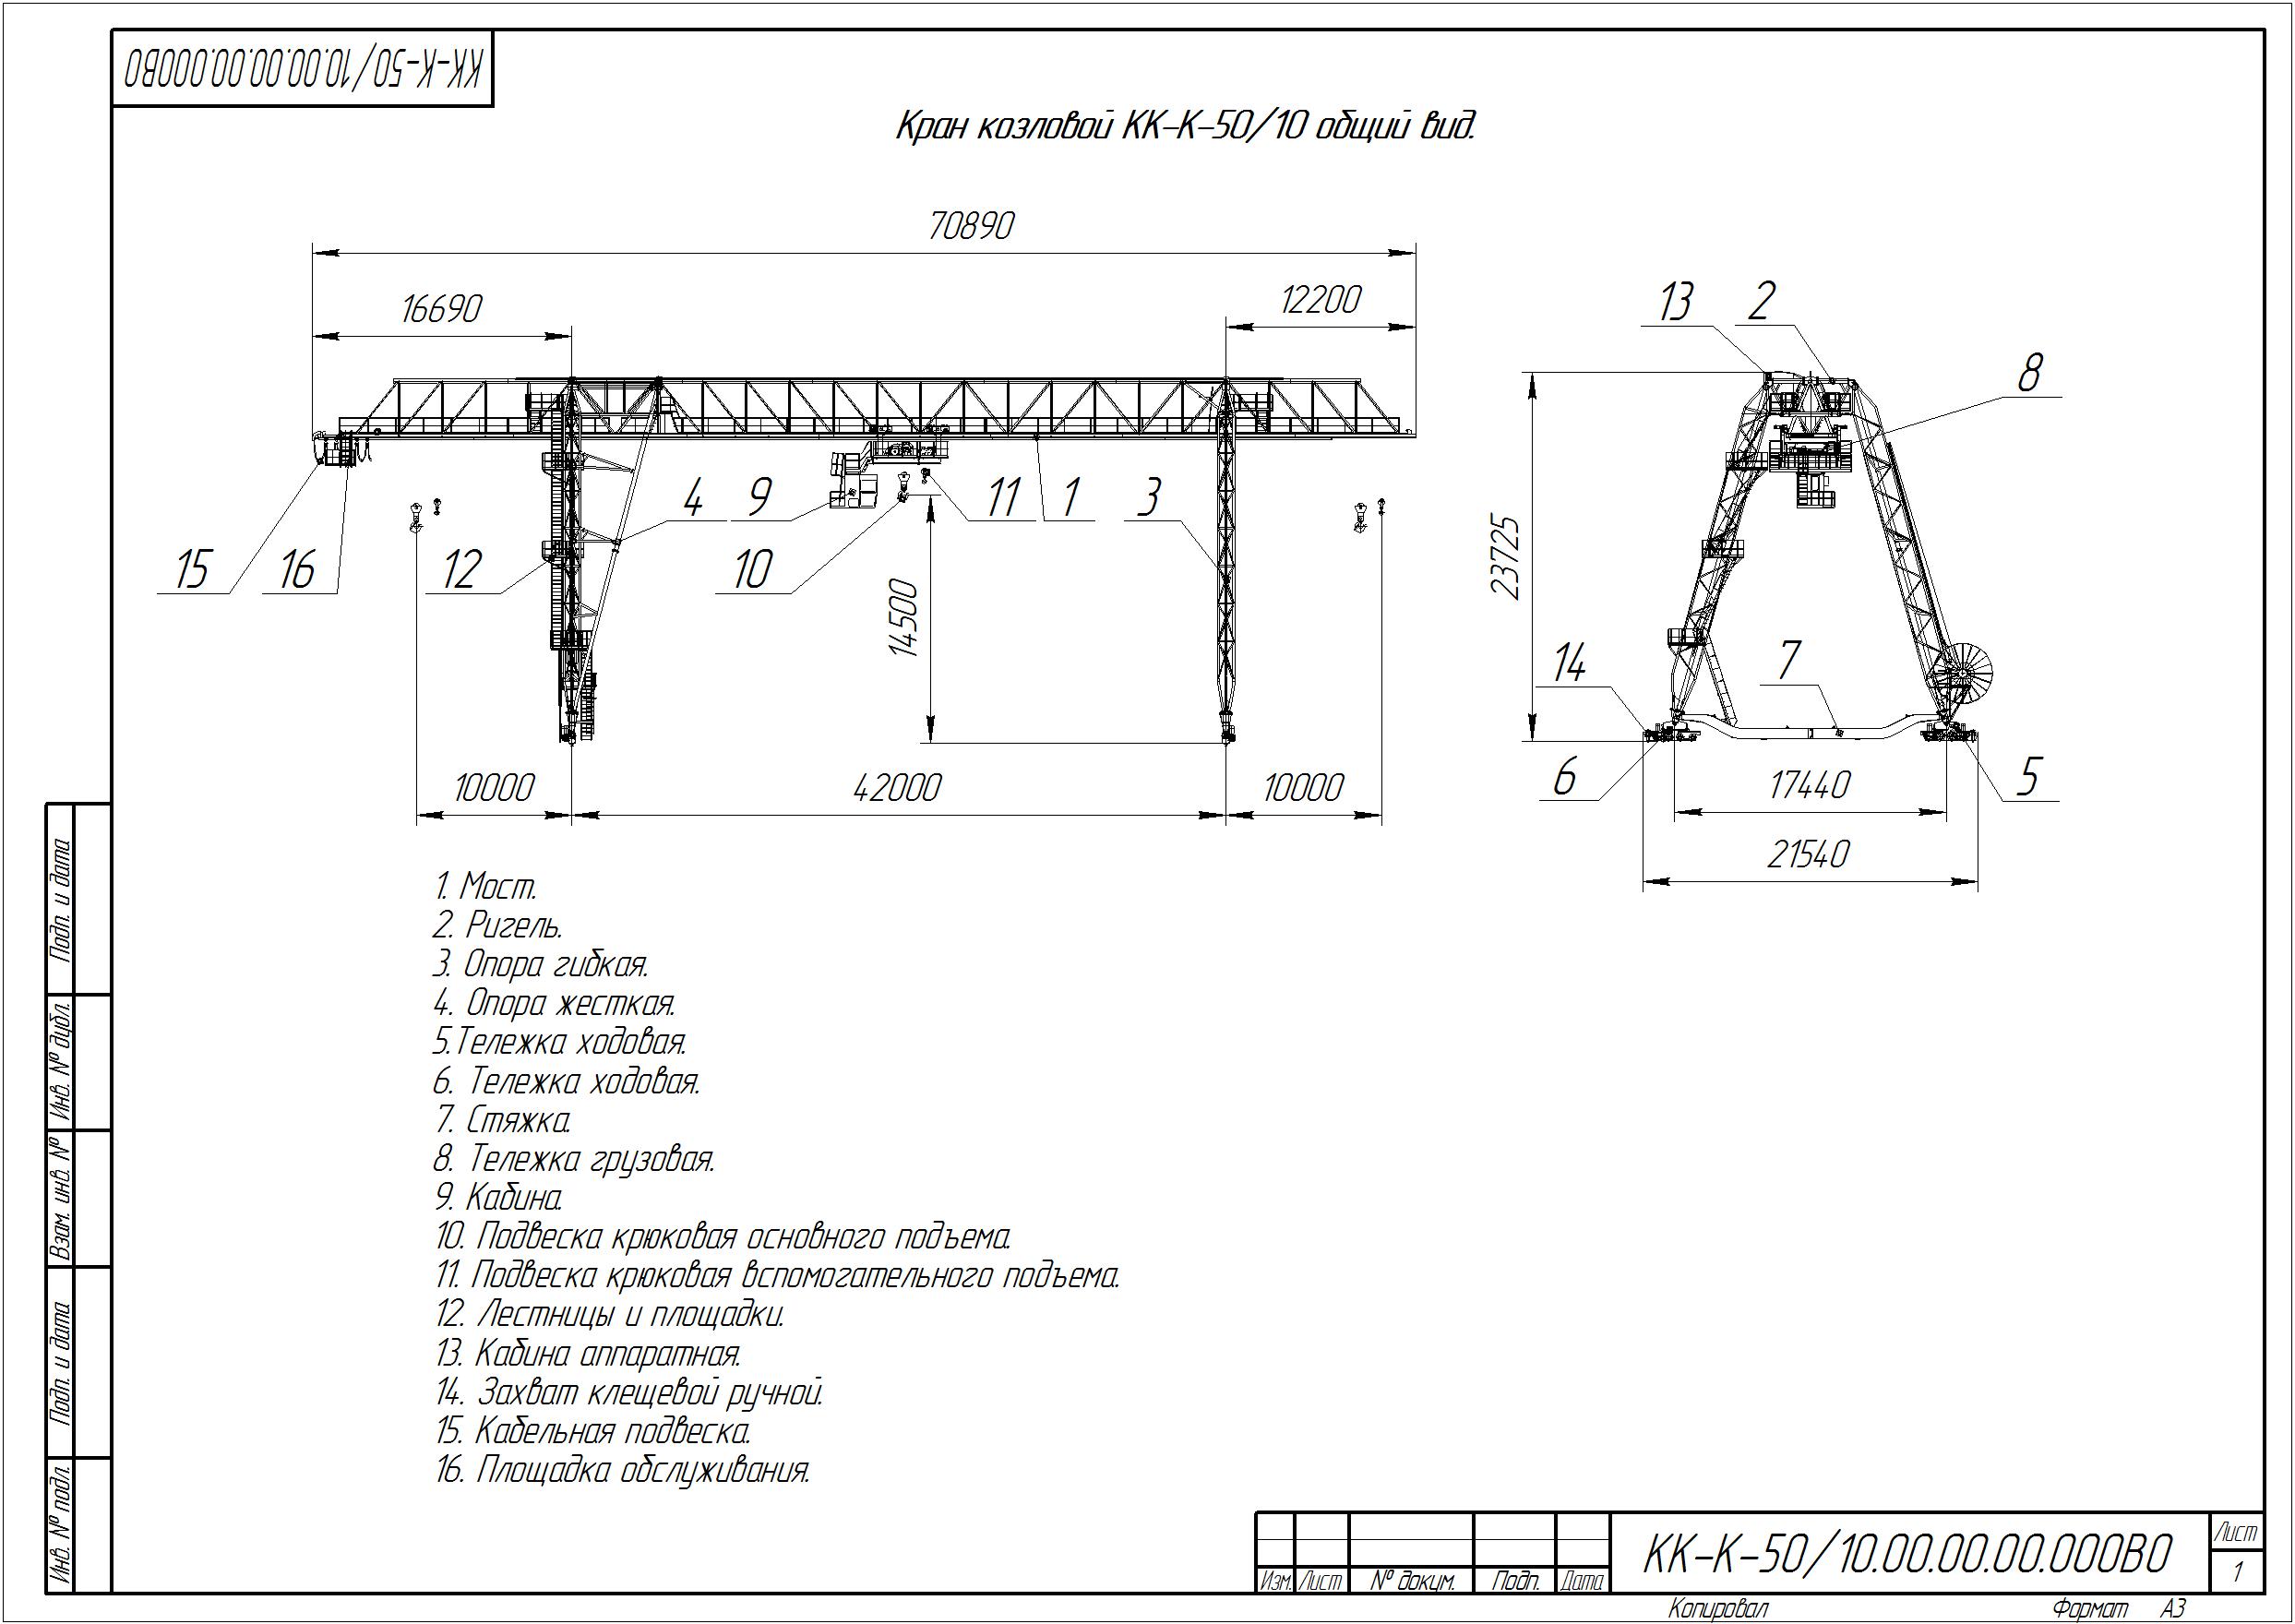 КК-К-50/10.00.00.00.000ВО
Кран козловой КК-К-50/10 общий вид.
70890
16690
12200
13
2
8
4
9
11
1
3
15
16
12
10
14500
23725
14
7
6
5
10000
42000
10000
17440
21540
1. Мост.
2. Ригель.
3. Опора гибкая.
4. Опора жесткая.
5.Тележка ходовая.
6. Тележка ходовая.
7. Стяжка.
8. Тележка грузовая.
9. Кабина.
10. Подвеска крюковая основного подъема.
11. Подвеска крюковая вспомогательного подъема.
12. Лестницы и площадки.
13. Кабина аппаратная.
14. Захват клещевой ручной.
15. Кабельная подвеска.
16. Площадка обслуживания.
Подп. и дата
Инв. № дубл.
Взам. инв. №
Подп. и дата
Инв. № подл.
Изм. Лист № докум. Подп. Дата
КК-К-50/10.00.00.00.000ВО
Лист
1
Копировал
Формат А3